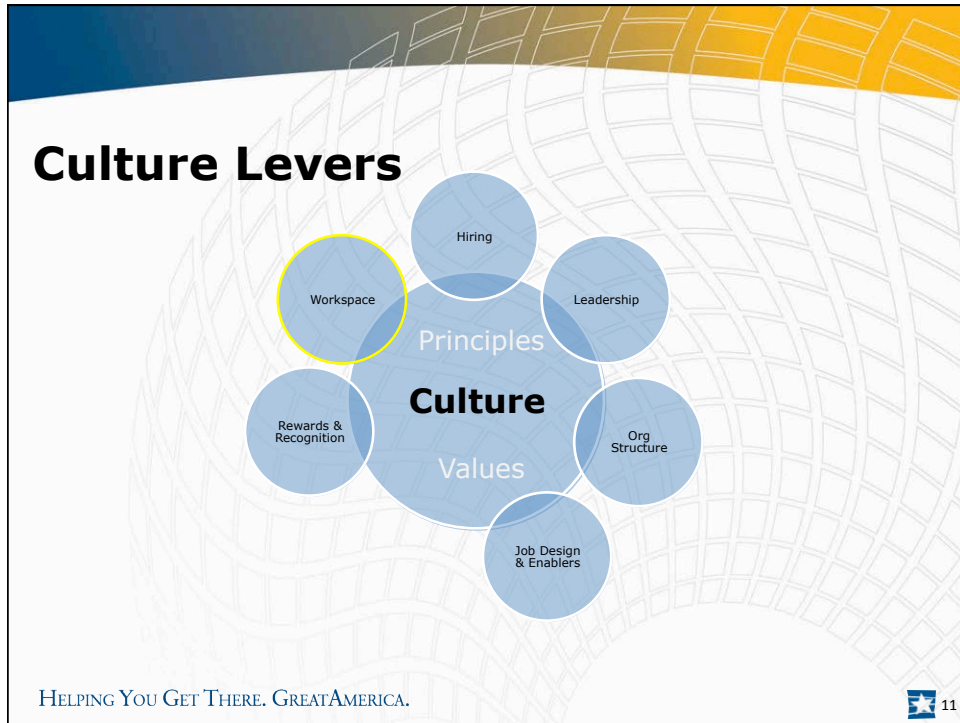 Culture Levers
Hiring
Workspace
Leadership
Principles
Culture
Rewards &
Recognition
Org
Structure
Values
Job Design
& Enablers
HELPING YOU GET THERE. GREATAMERICA.
11